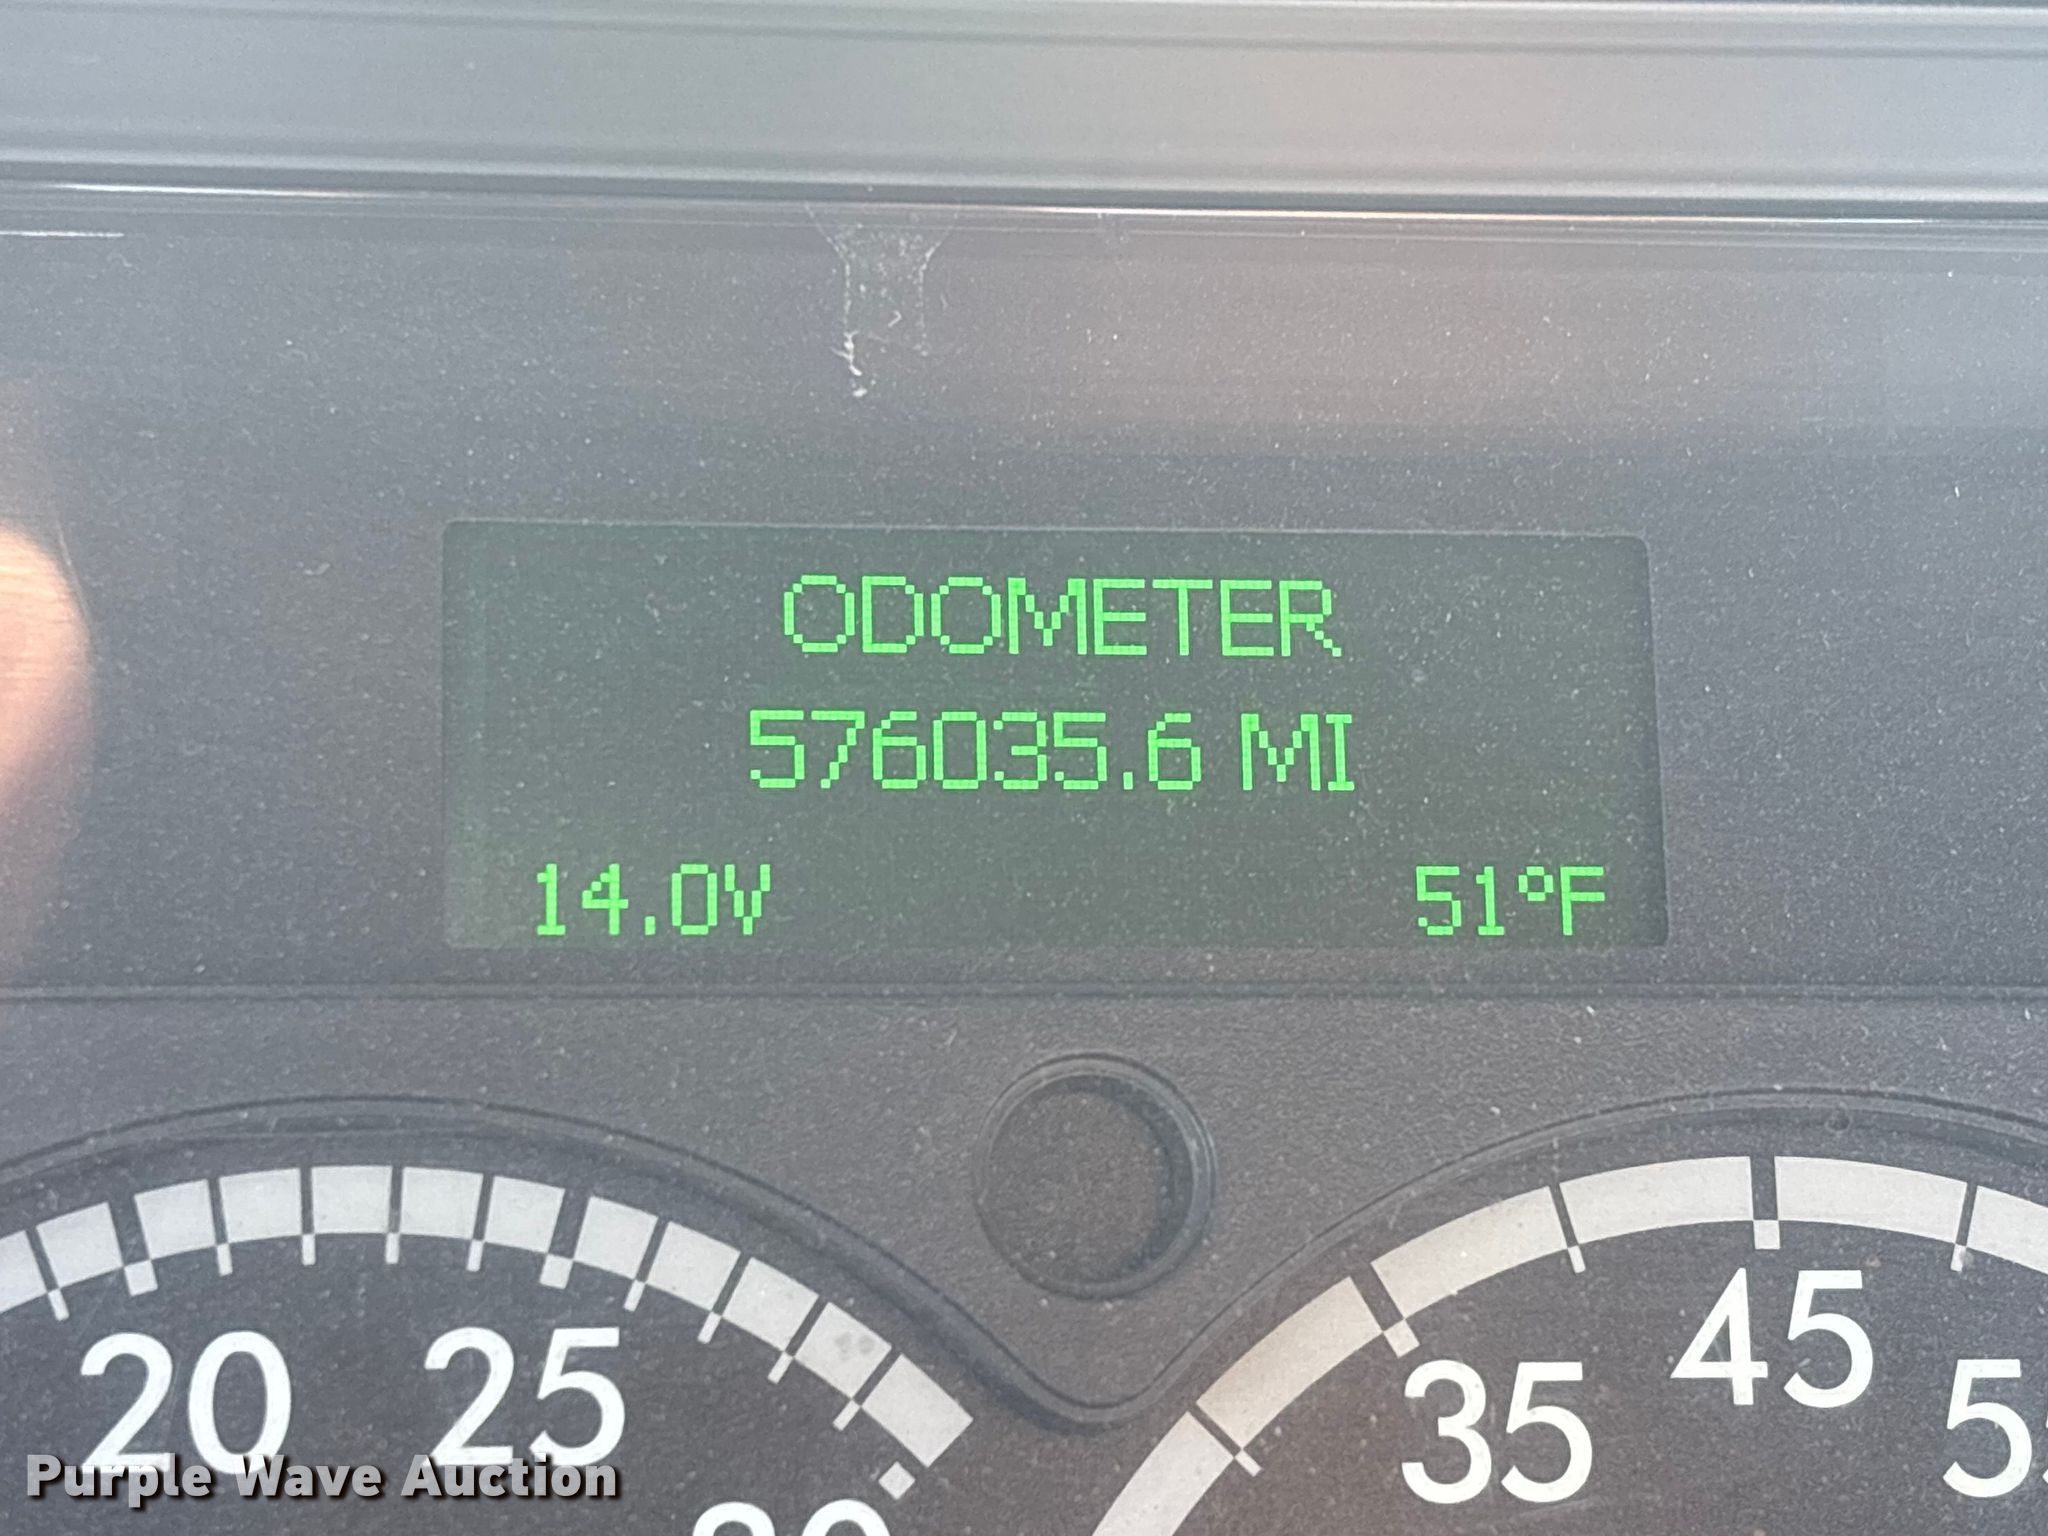 ODOMETER
576035.6 MI
14.0V 51°F
20 25 35 45
Purple Wave Auction